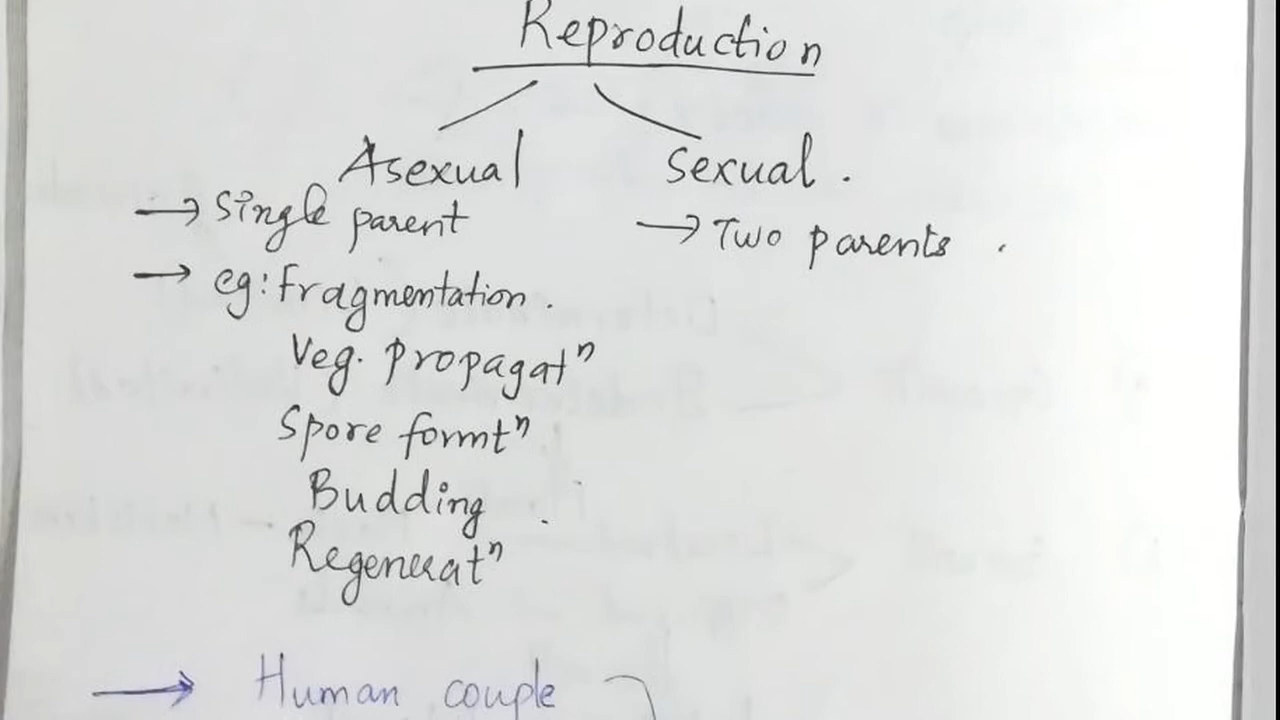 Reproduction
Asexual
Sexual.
→ Single parent
→ Two parents.
→ eg: fragmentation.
Veg. propagatⁿ
Spore formtⁿ
Budding
Regeneratⁿ
→ Human couple